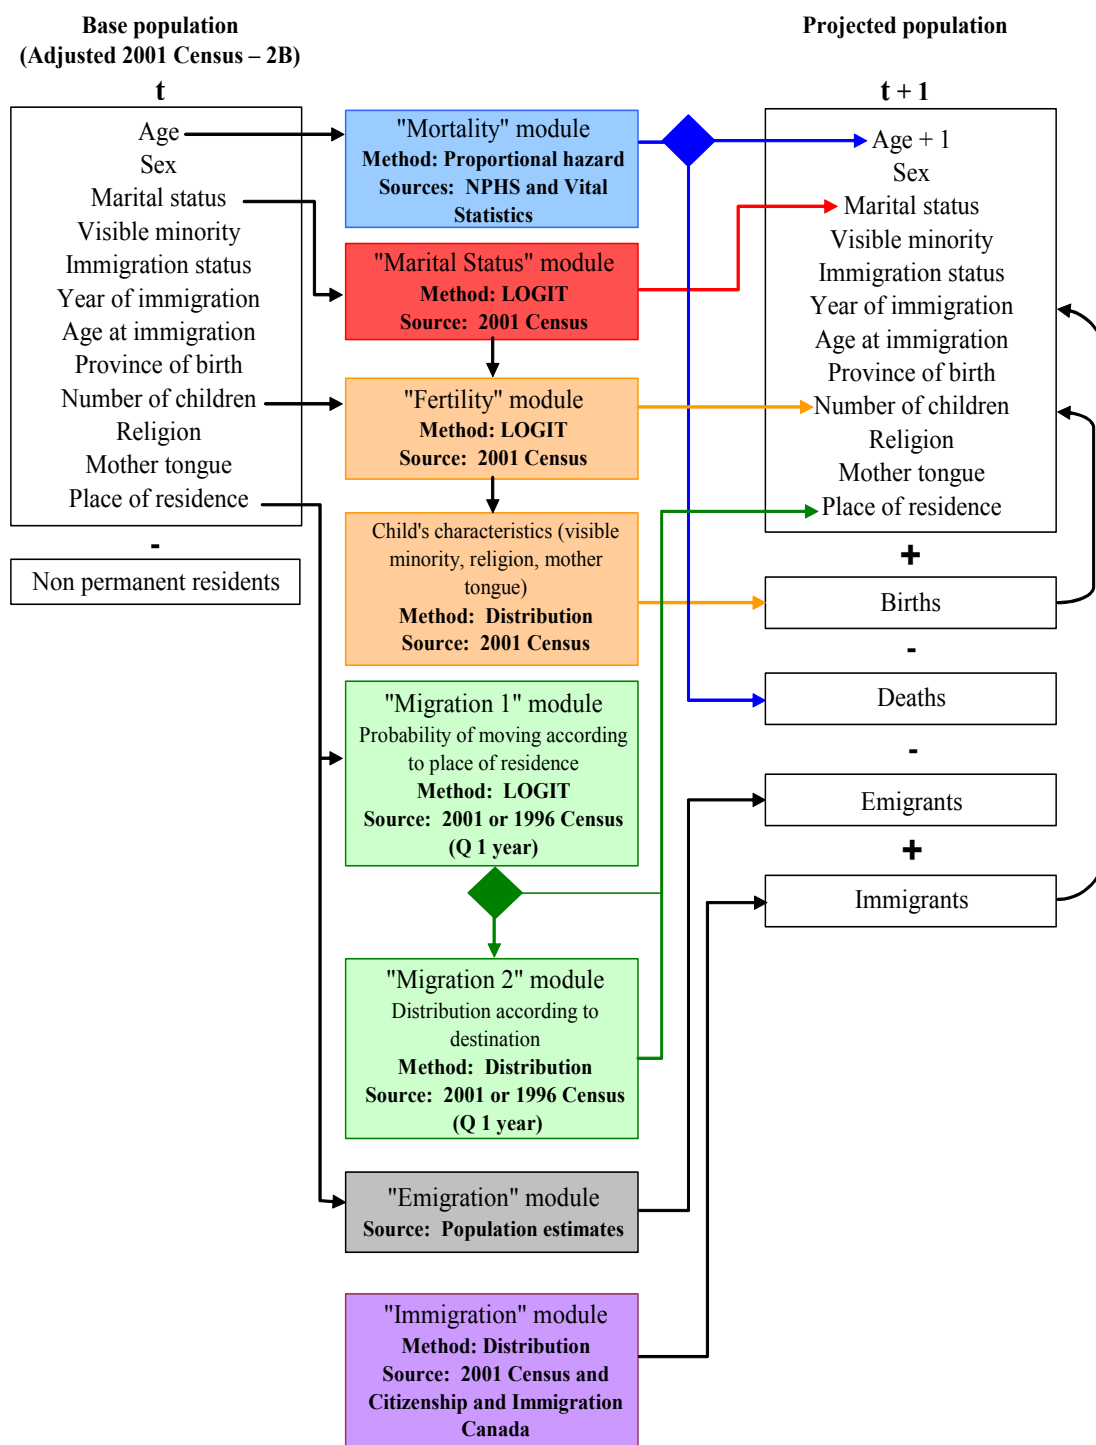 Base population
(Adjusted 2001 Census – 2B)
t
Age
Sex
Marital status
Visible minority
Immigration status
Year of immigration
Age at immigration
Province of birth
Number of children
Religion
Mother tongue
Place of residence
-
Non permanent residents
"Mortality" module
Method: Proportional hazard
Sources: NPHS and Vital
Statistics
"Marital Status" module
Method: LOGIT
Source: 2001 Census
"Fertility" module
Method: LOGIT
Source: 2001 Census
Child's characteristics (visible
minority, religion, mother
tongue)
Method: Distribution
Source: 2001 Census
"Migration 1" module
Probability of moving according
to place of residence
Method: LOGIT
Source: 2001 or 1996 Census
(Q 1 year)
"Migration 2" module
Distribution according to
destination
Method: Distribution
Source: 2001 or 1996 Census
(Q 1 year)
"Emigration" module
Source: Population estimates
"Immigration" module
Method: Distribution
Source: 2001 Census and
Citizenship and Immigration
Canada
Projected population
t + 1
Age + 1
Sex
Marital status
Visible minority
Immigration status
Year of immigration
Age at immigration
Province of birth
Number of children
Religion
Mother tongue
Place of residence
+
Births
-
Deaths
-
Emigrants
+
Immigrants